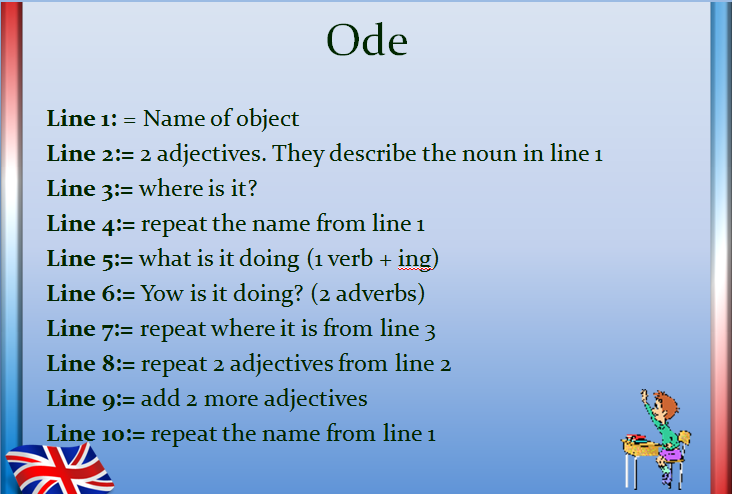 Ode
Line 1: = Name of object
Line 2:= 2 adjectives. They describe the noun in line 1
Line 3:= where is it?
Line 4:= repeat the name from line 1
Line 5:= what is it doing (1 verb + ing)
Line 6:= Yow is it doing? (2 adverbs)
Line 7:= repeat where it is from line 3
Line 8:= repeat 2 adjectives from line 2
Line 9:= add 2 more adjectives
Line 10:= repeat the name from line 1